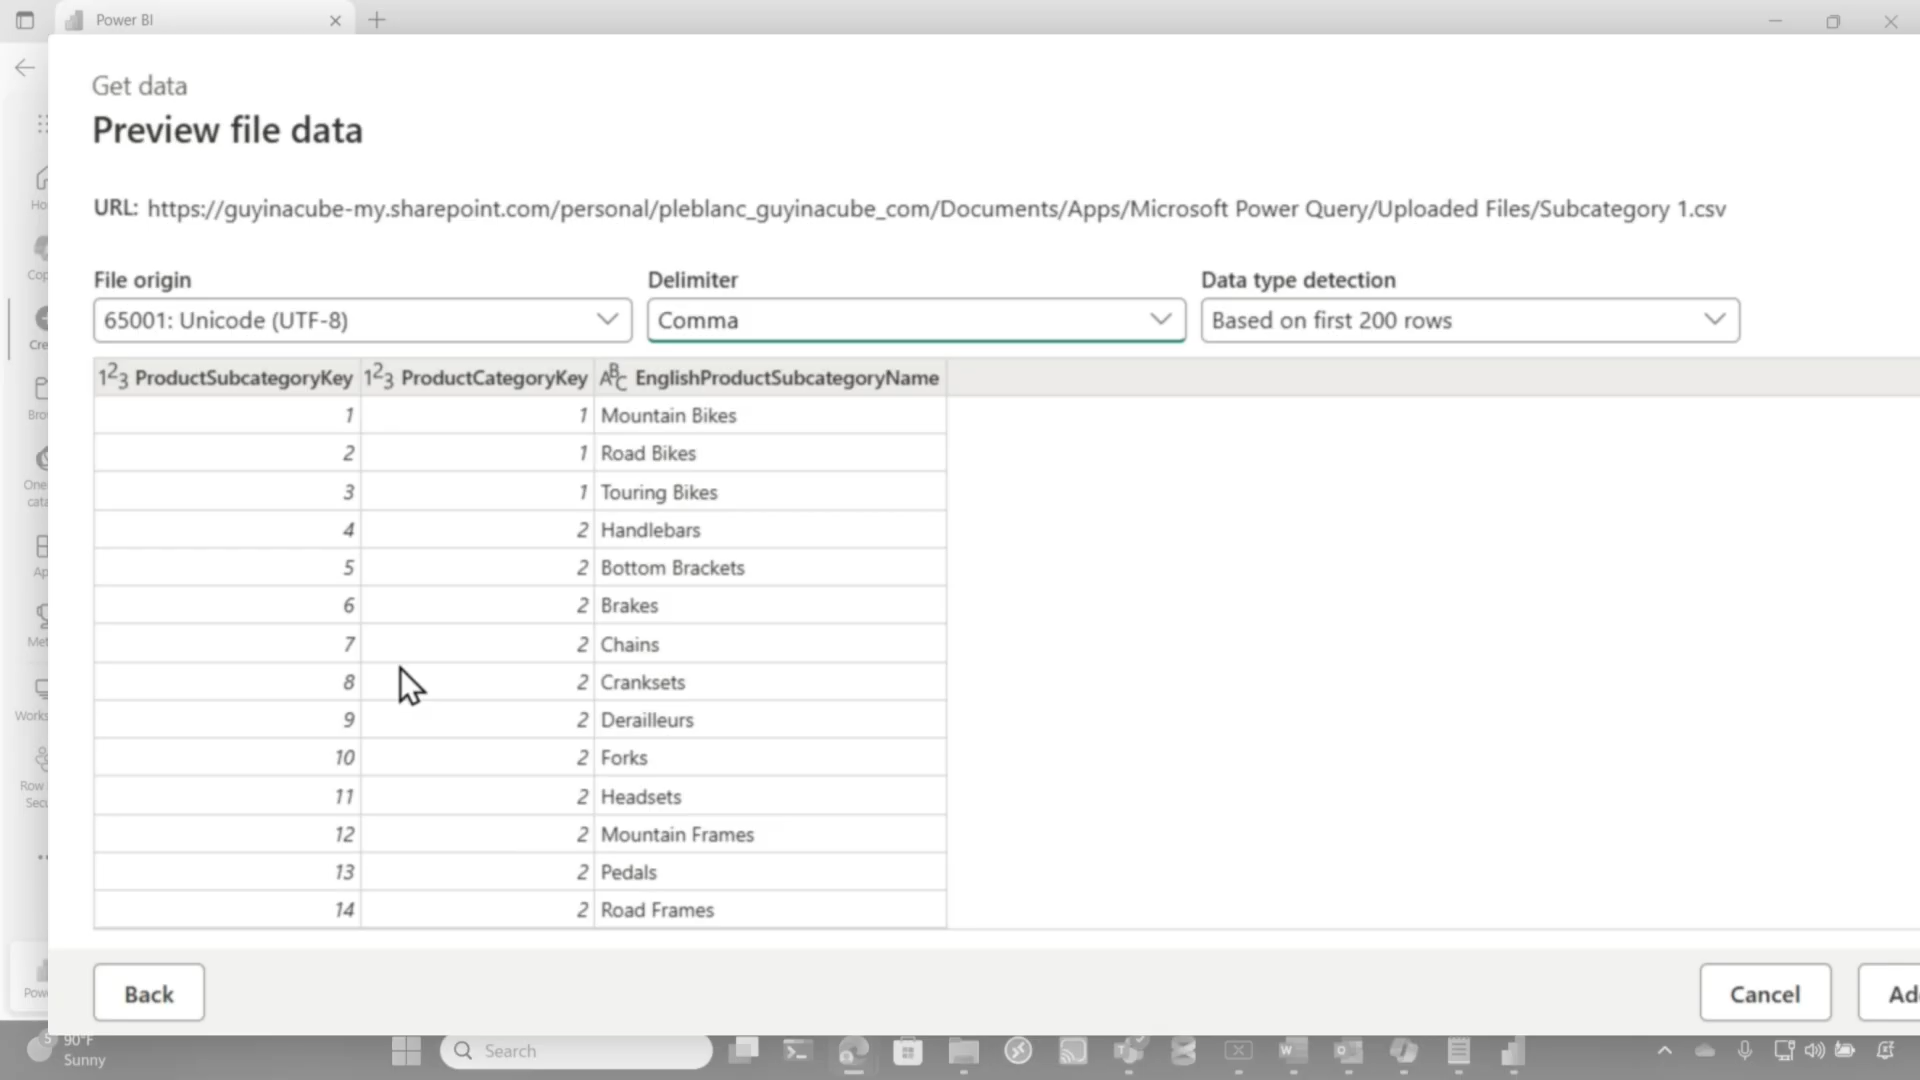 Power BI
Get data
Preview file data
URL: https://guyinacube-my.sharepoint.com/personal/pleblanc_guyinacube_com/Documents/Apps/Microsoft Power Query/Uploaded Files/Subcategory 1.csv
File origin Delimiter Data type detection
65001: Unicode (UTF-8) Comma Based on first 200 rows
1²3 ProductSubcategoryKey 1²3 ProductCategoryKey ABC EnglishProductSubcategoryName
1 1 Mountain Bikes
2 1 Road Bikes
3 1 Touring Bikes
4 2 Handlebars
5 2 Bottom Brackets
6 2 Brakes
7 2 Chains
8 2 Cranksets
9 2 Derailleurs
10 2 Forks
11 2 Headsets
12 2 Mountain Frames
13 2 Pedals
14 2 Road Frames
Back Cancel
90°F
Sunny
Search